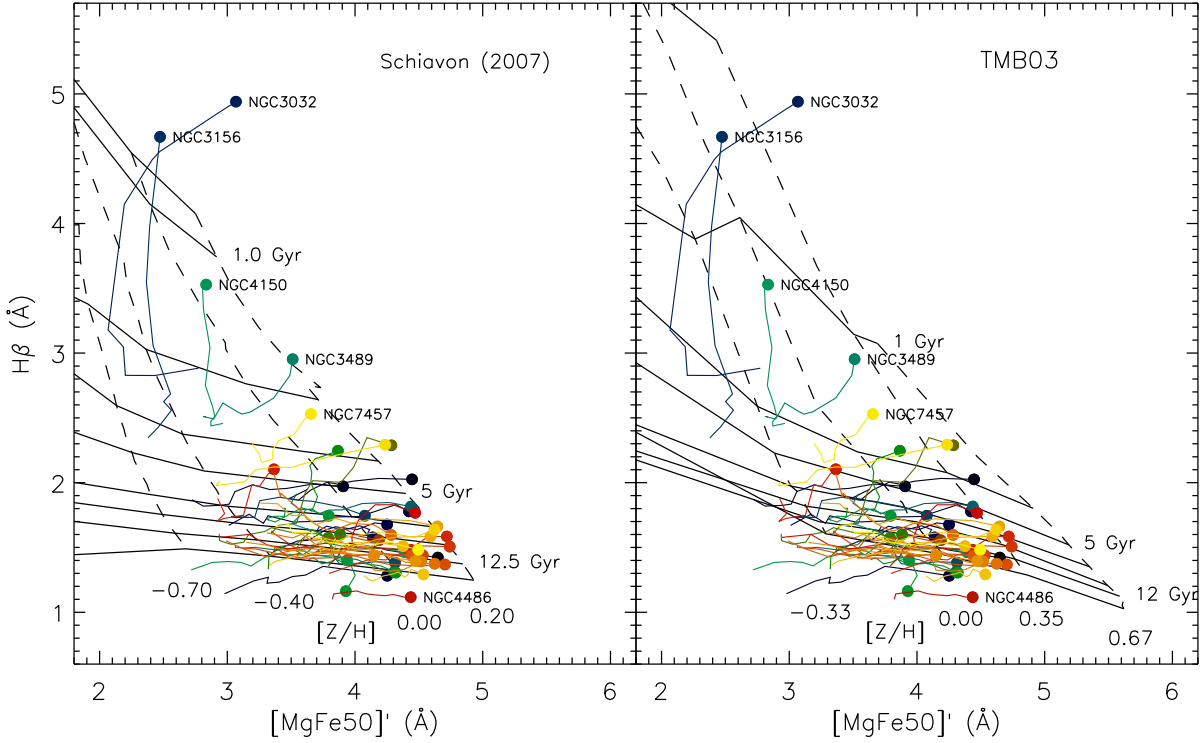 Schiavon (2007)
NGC3032
NGC3156
1.0 Gyr
NGC4150
NGC3489
NGC7457
5 Gyr
12.5 Gyr
−0.70
−0.40
0.00
0.20
[Z/H]
NGC4486
Hβ (Å)
5
4
3
2
1
2
3
4
5
6
[MgFe50]' (Å)
TMB03
NGC3032
NGC3156
NGC4150
1 Gyr
NGC3489
NGC7457
5 Gyr
12 Gyr
NGC4486
−0.33
0.00
0.35
0.67
[Z/H]
2
3
4
5
6
[MgFe50]' (Å)